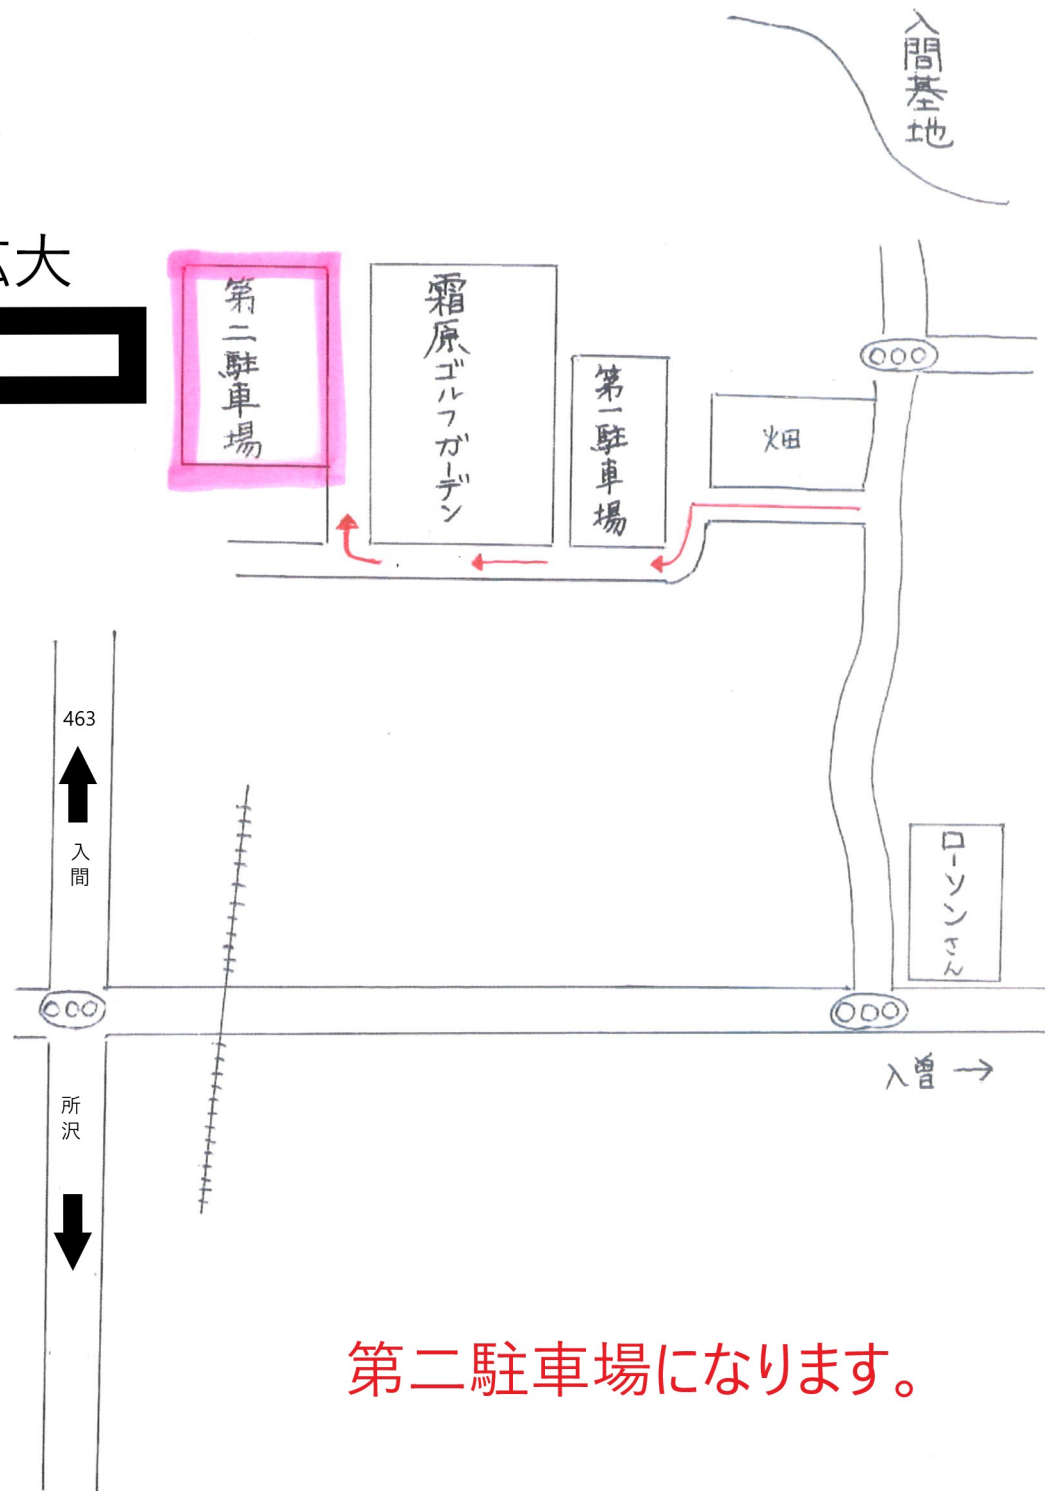 入間基地
大
第二駐車場
霜原ゴルフガーデン
第一駐車場
畑
463
入間
ローソンさん
入曽→
所沢
第二駐車場になります。